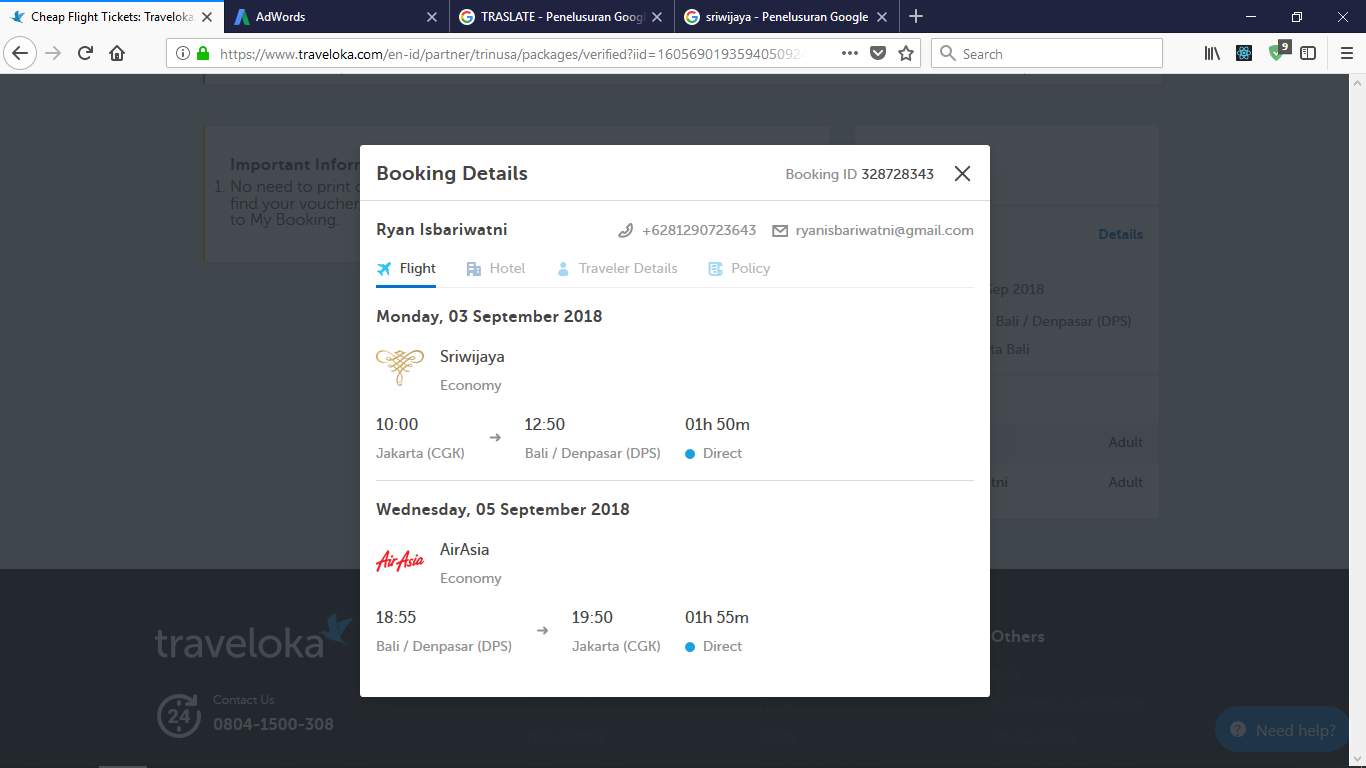 Cheap Flight Tickets: Traveloka
AdWords
TRASLATE - Penelusuran Googl
sriwijaya - Penelusuran Google
https://www.traveloka.com/en-id/partner/trinusa/packages/verified?iid=1605690193594050924
Search
9
Important Infor
1. No need to print
find your voucher
to My Booking.
Booking Details
Booking ID 328728343
Ryan Isbariwatni
+6281290723643
ryanisbariwatni@gmail.com
Flight
Hotel
Traveler Details
Policy
Monday, 03 September 2018
Sriwijaya
Economy
10:00
12:50
01h 50m
Jakarta (CGK)
Bali / Denpasar (DPS)
Direct
Wednesday, 05 September 2018
AirAsia
AirAsia
Economy
18:55
19:50
01h 55m
Bali / Denpasar (DPS)
Jakarta (CGK)
Direct
Details
Sep 2018
Bali / Denpasar (DPS)
ta Bali
Adult
tni
Adult
traveloka
24
Contact Us
0804-1500-308
Others
Need help?